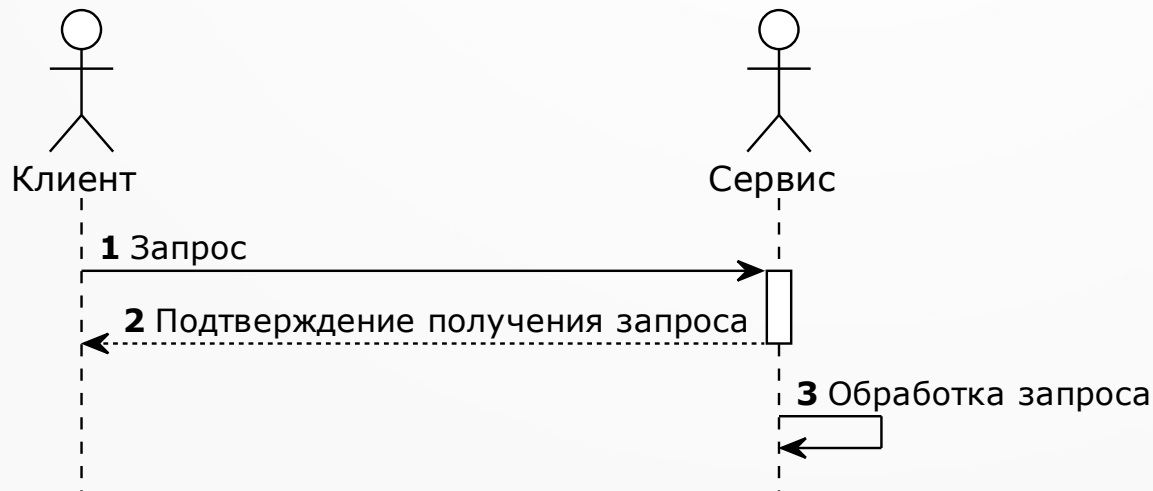 Клиент
Сервис
1 Запрос
2 Подтверждение получения запроса
3 Обработка запроса